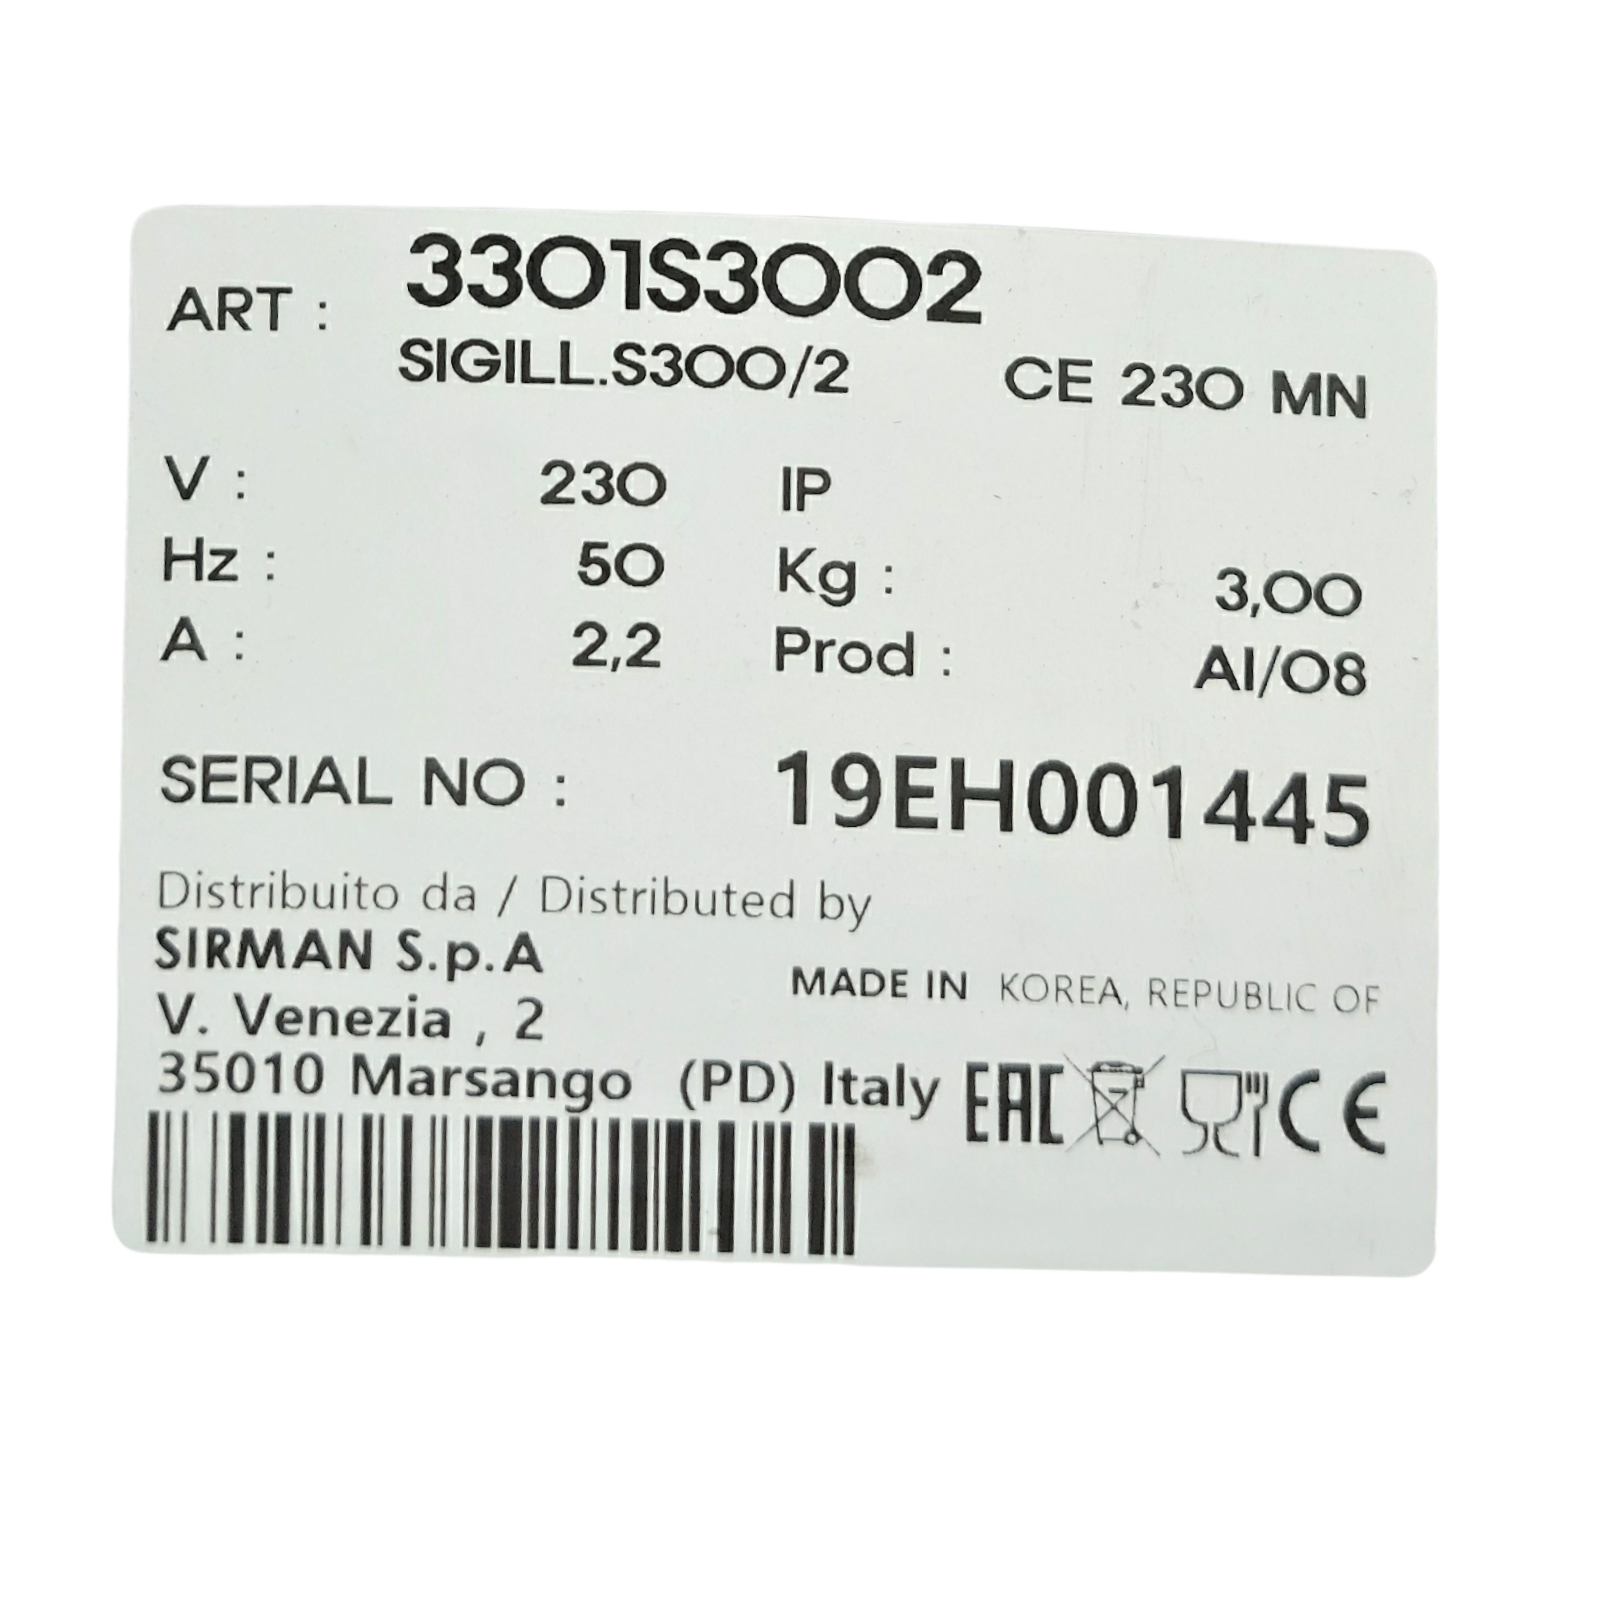 ART : 3301S3002
SIGILL.S300/2 CE 230 MN
V : 230 IP
Hz : 50 Kg : 3,00
A : 2,2 Prod : AI/08
SERIAL NO : 19EH001445
Distribuito da / Distributed by
SIRMAN S.p.A
MADE IN KOREA, REPUBLIC OF
V. Venezia , 2
35010 Marsango (PD) Italy EAC CE